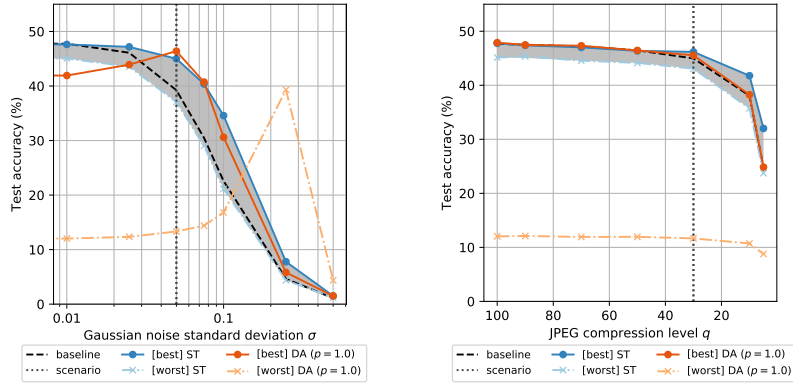 50
40
30
20
10
0
Test accuracy (%)
0.01
0.1
Gaussian noise standard deviation σ
baseline
scenario
[best] ST
[worst] ST
[best] DA (p = 1.0)
[worst] DA (p = 1.0)
50
40
30
20
10
0
Test accuracy (%)
100
80
60
40
20
JPEG compression level q
baseline
scenario
[best] ST
[worst] ST
[best] DA (p = 1.0)
[worst] DA (p = 1.0)